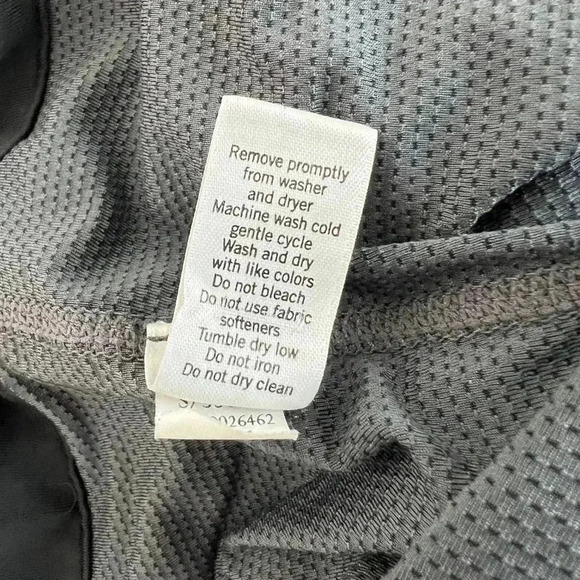 Remove promptly
from washer
and dryer
Machine wash cold
gentle cycle
Wash and dry
with like colors
Do not bleach
Do not use fabric
softeners
Tumble dry low
Do not iron
Do not dry clean
0026462